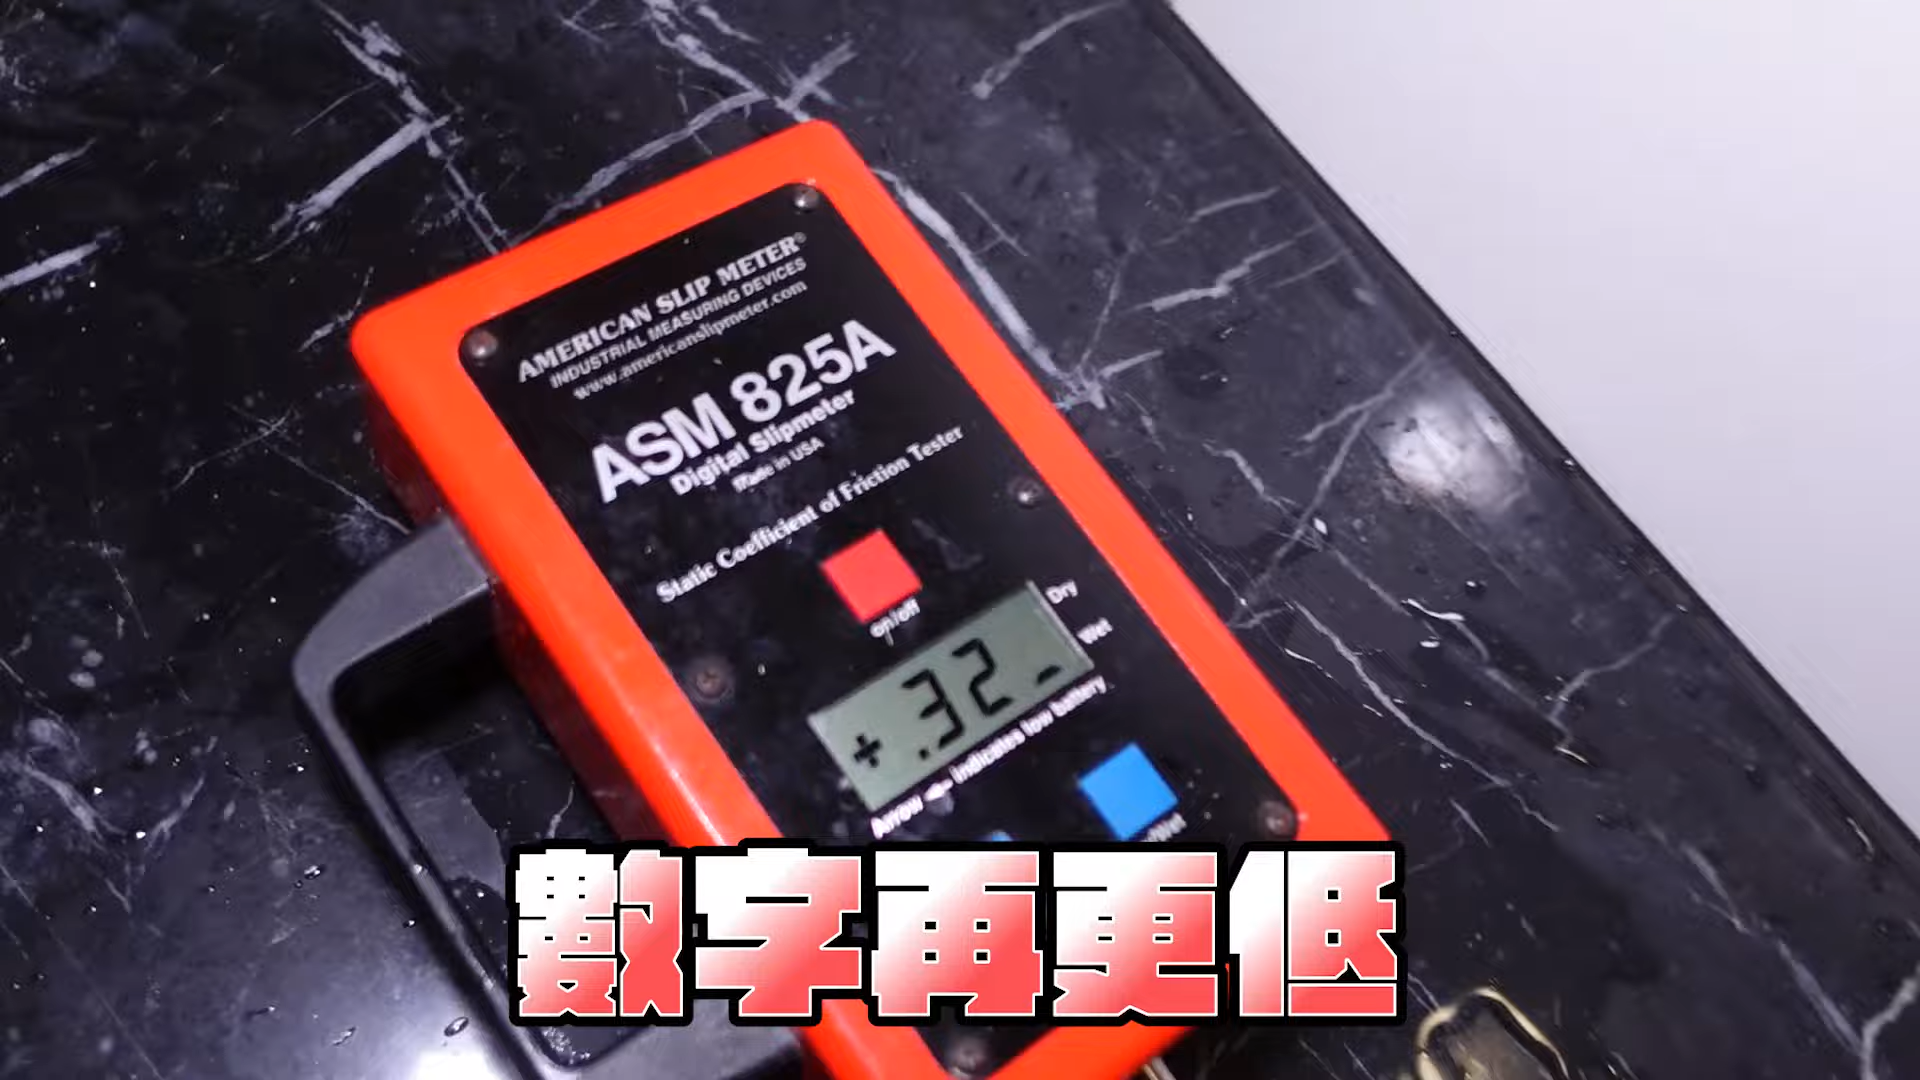 AMERICAN SLIP METER®
INDUSTRIAL MEASURING DEVICES
www.americanslipmeter.com
ASM 825A
Digital Slipmeter
Made in USA
Static Coefficient of Friction Tester
on/off
Dry
Wet
+ .32 _
Arrow ← indicates low battery
/Wet
數字再更低